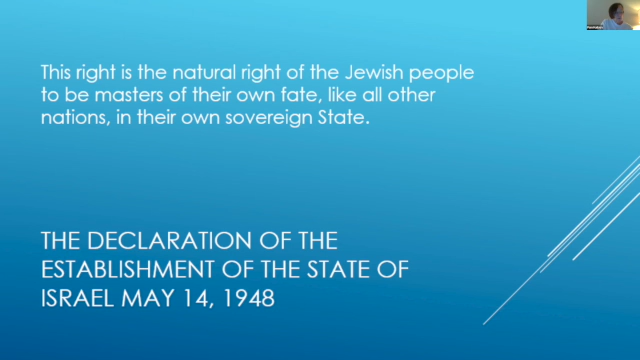 This right is the natural right of the Jewish people
to be masters of their own fate, like all other
nations, in their own sovereign State.
THE DECLARATION OF THE
ESTABLISHMENT OF THE STATE OF
ISRAEL MAY 14, 1948